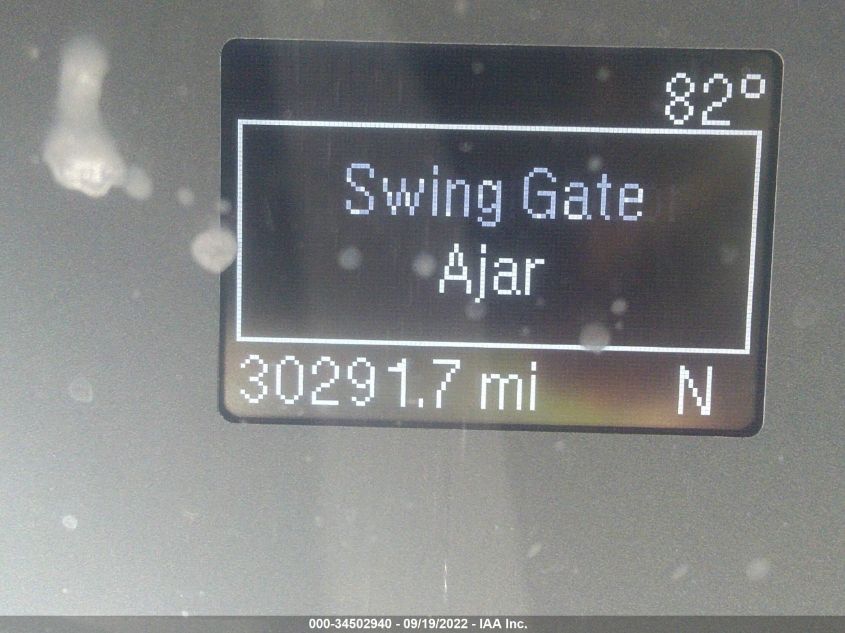 82°
Swing Gate
Ajar
30291.7 mi N
000-34502940 - 09/19/2022 - IAA Inc.